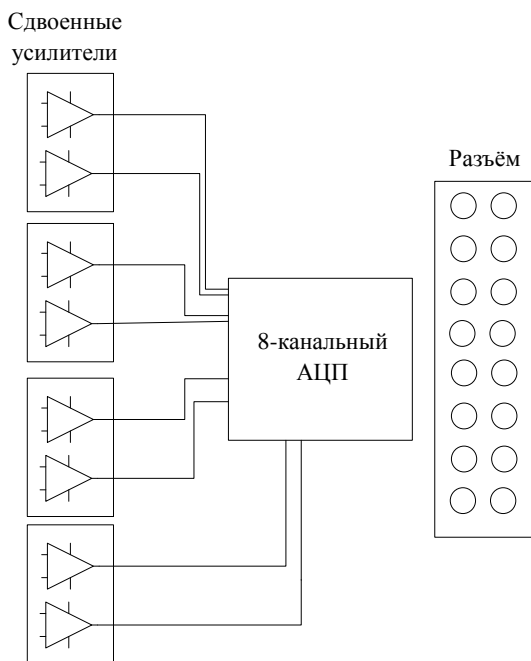 Сдвоенные
усилители
Разъём
8-канальный
АЦП